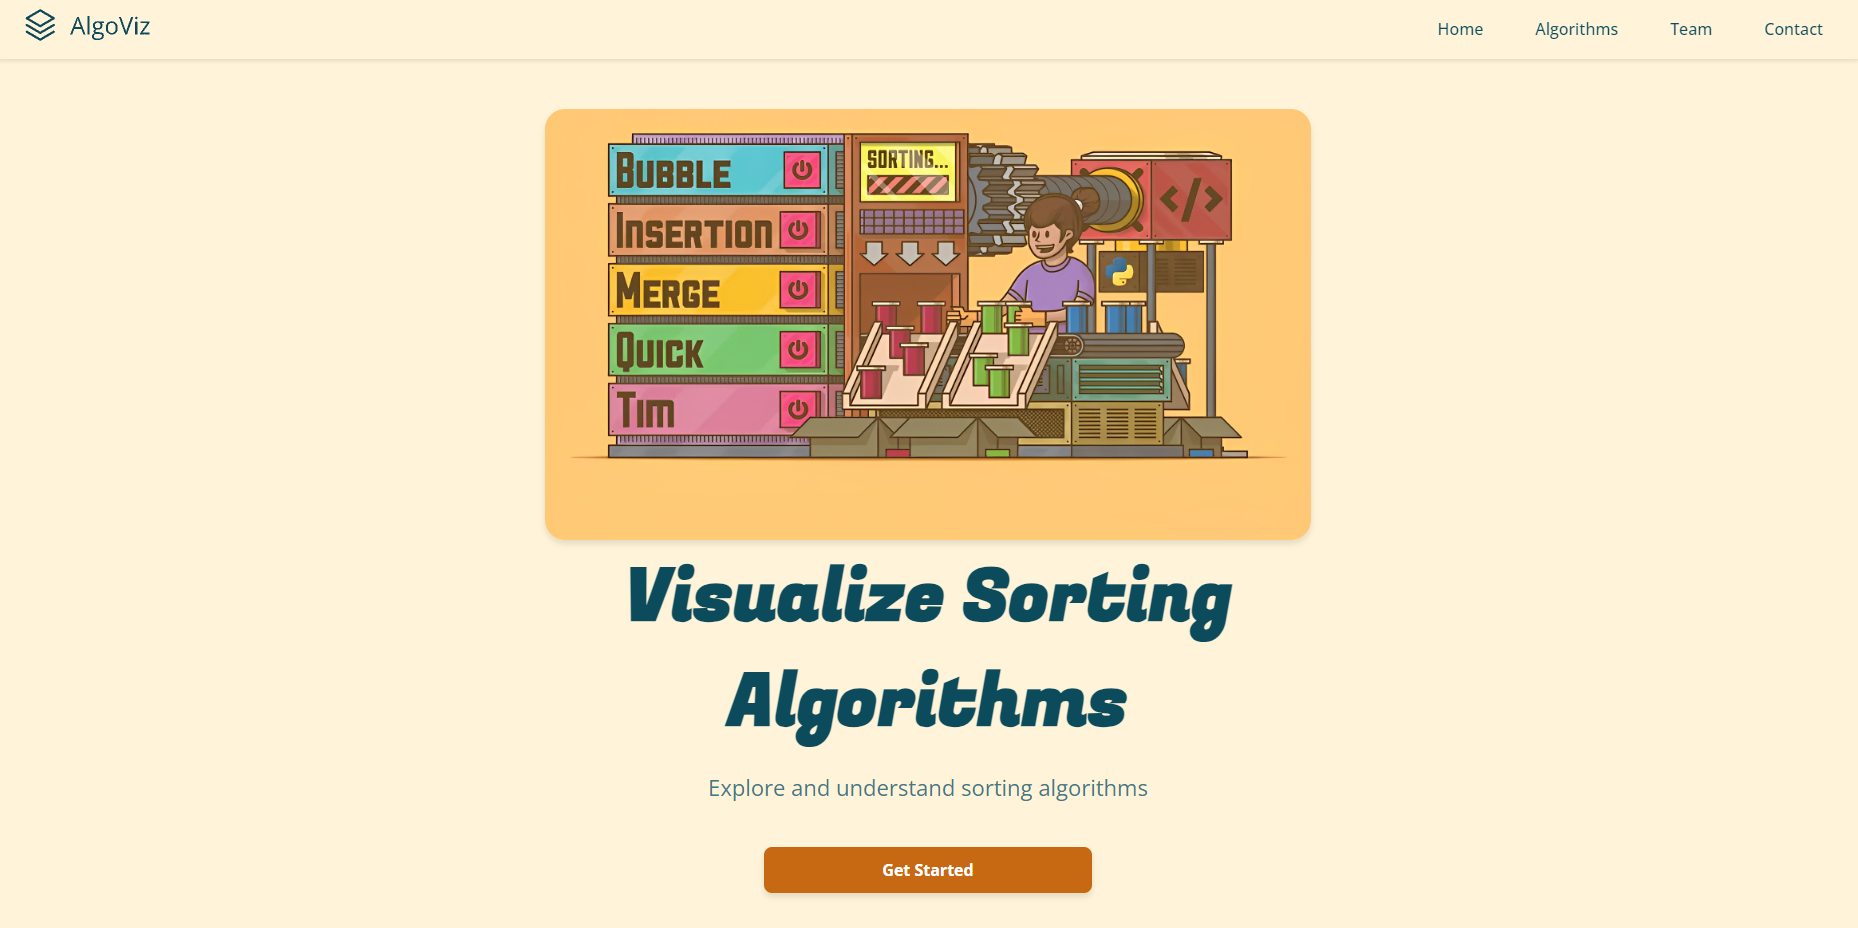 AlgoViz
Home
Algorithms
Team
Contact
BUBBLE
INSERTION
MERGE
QUICK
TIM
SORTING...
</>
Visualize Sorting
Algorithms
Explore and understand sorting algorithms
Get Started